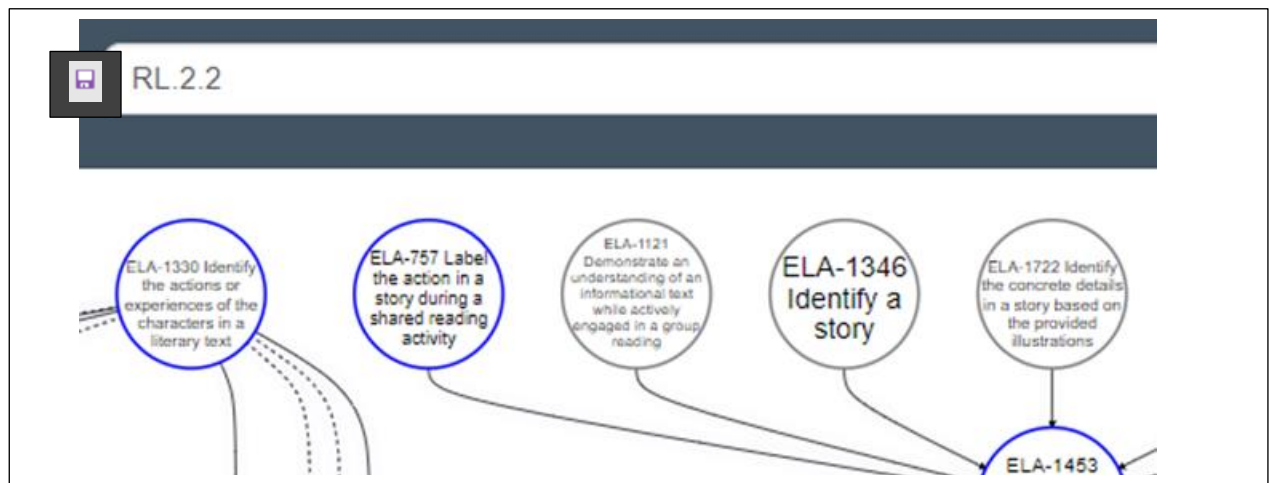 RL.2.2
ELA-1330 Identify
the actions or
experiences of the
characters in a
literary text
ELA-757 Label
the action in a
story during a
shared reading
activity
ELA-1121
Demonstrate an
understanding of an
informational text
while actively
engaged in a group
reading
ELA-1346
Identify a
story
ELA-1722 Identify
the concrete details
in a story based on
the provided
illustrations
ELA-1453